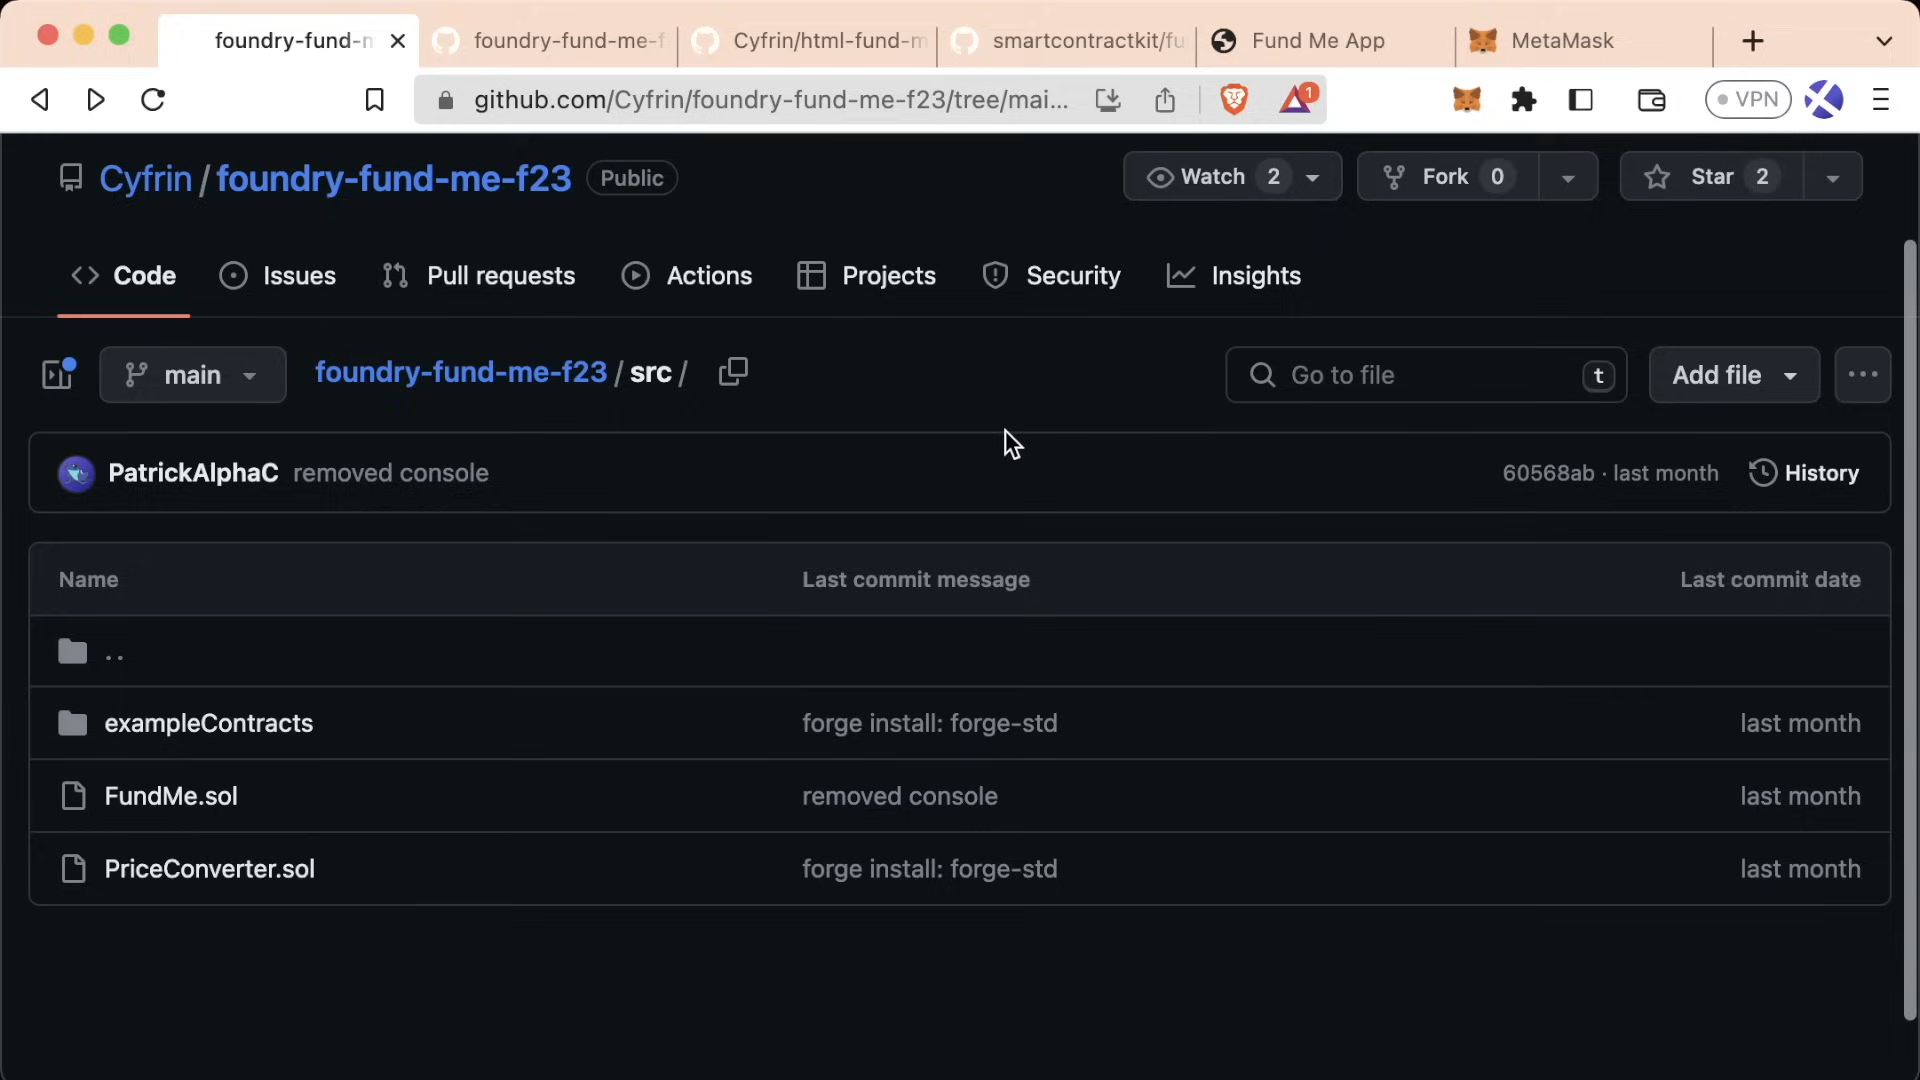 foundry-fund-m
foundry-fund-me-f
Cyfrin/html-fund-m
smartcontractkit/fu
Fund Me App
MetaMask
github.com/Cyfrin/foundry-fund-me-f23/tree/mai...
1
VPN
Cyfrin / foundry-fund-me-f23
Public
Watch 2
Fork 0
Star 2
Code
Issues
Pull requests
Actions
Projects
Security
Insights
main
foundry-fund-me-f23 / src /
Go to file
t
Add file
PatrickAlphaC removed console
60568ab · last month
History
Name
Last commit message
Last commit date
..
exampleContracts
forge install: forge-std
last month
FundMe.sol
removed console
last month
PriceConverter.sol
forge install: forge-std
last month